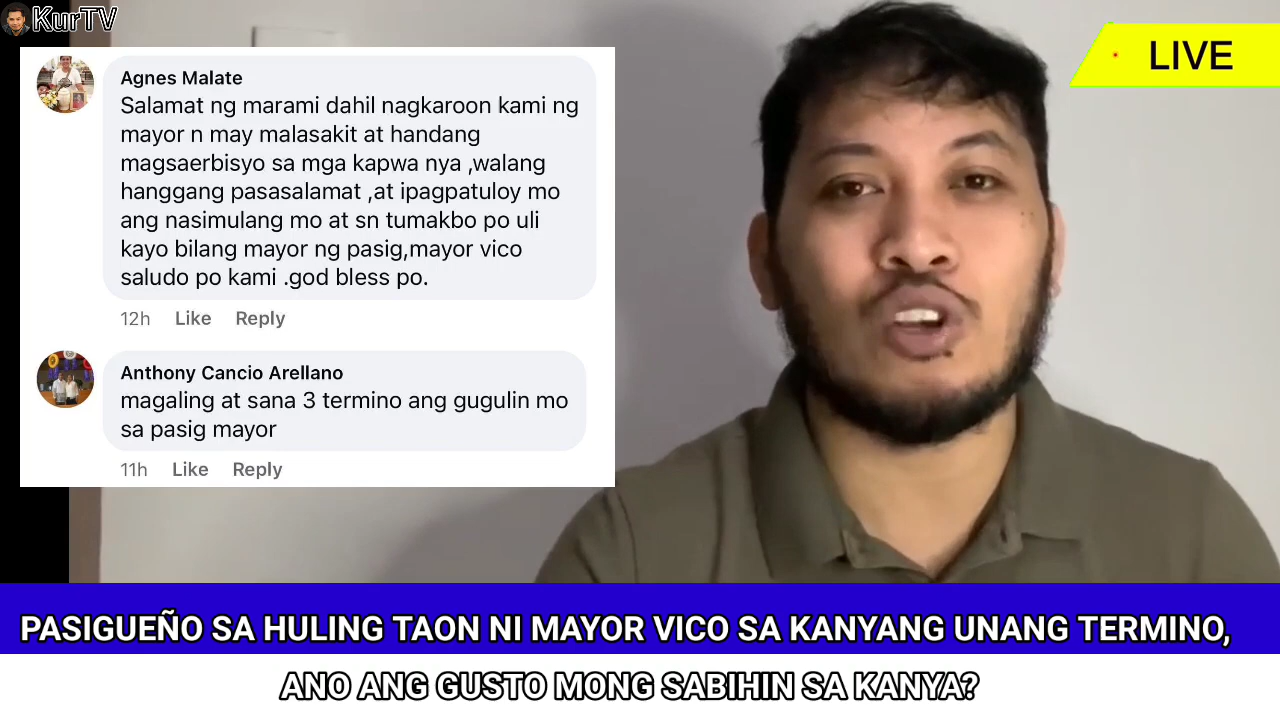 KurTV
LIVE
Agnes Malate
Salamat ng marami dahil nagkaroon kami ng
mayor n may malasakit at handang
magsaerbisyo sa mga kapwa nya ,walang
hanggang pasasalamat ,at ipagpatuloy mo
ang nasimulang mo at sn tumakbo po uli
kayo bilang mayor ng pasig,mayor vico
saludo po kami .god bless po.
12h Like Reply
Anthony Cancio Arellano
magaling at sana 3 termino ang gugulin mo
sa pasig mayor
11h Like Reply
PASIGUEÑO SA HULING TAON NI MAYOR VICO SA KANYANG UNANG TERMINO,
ANO ANG GUSTO MONG SABIHIN SA KANYA?